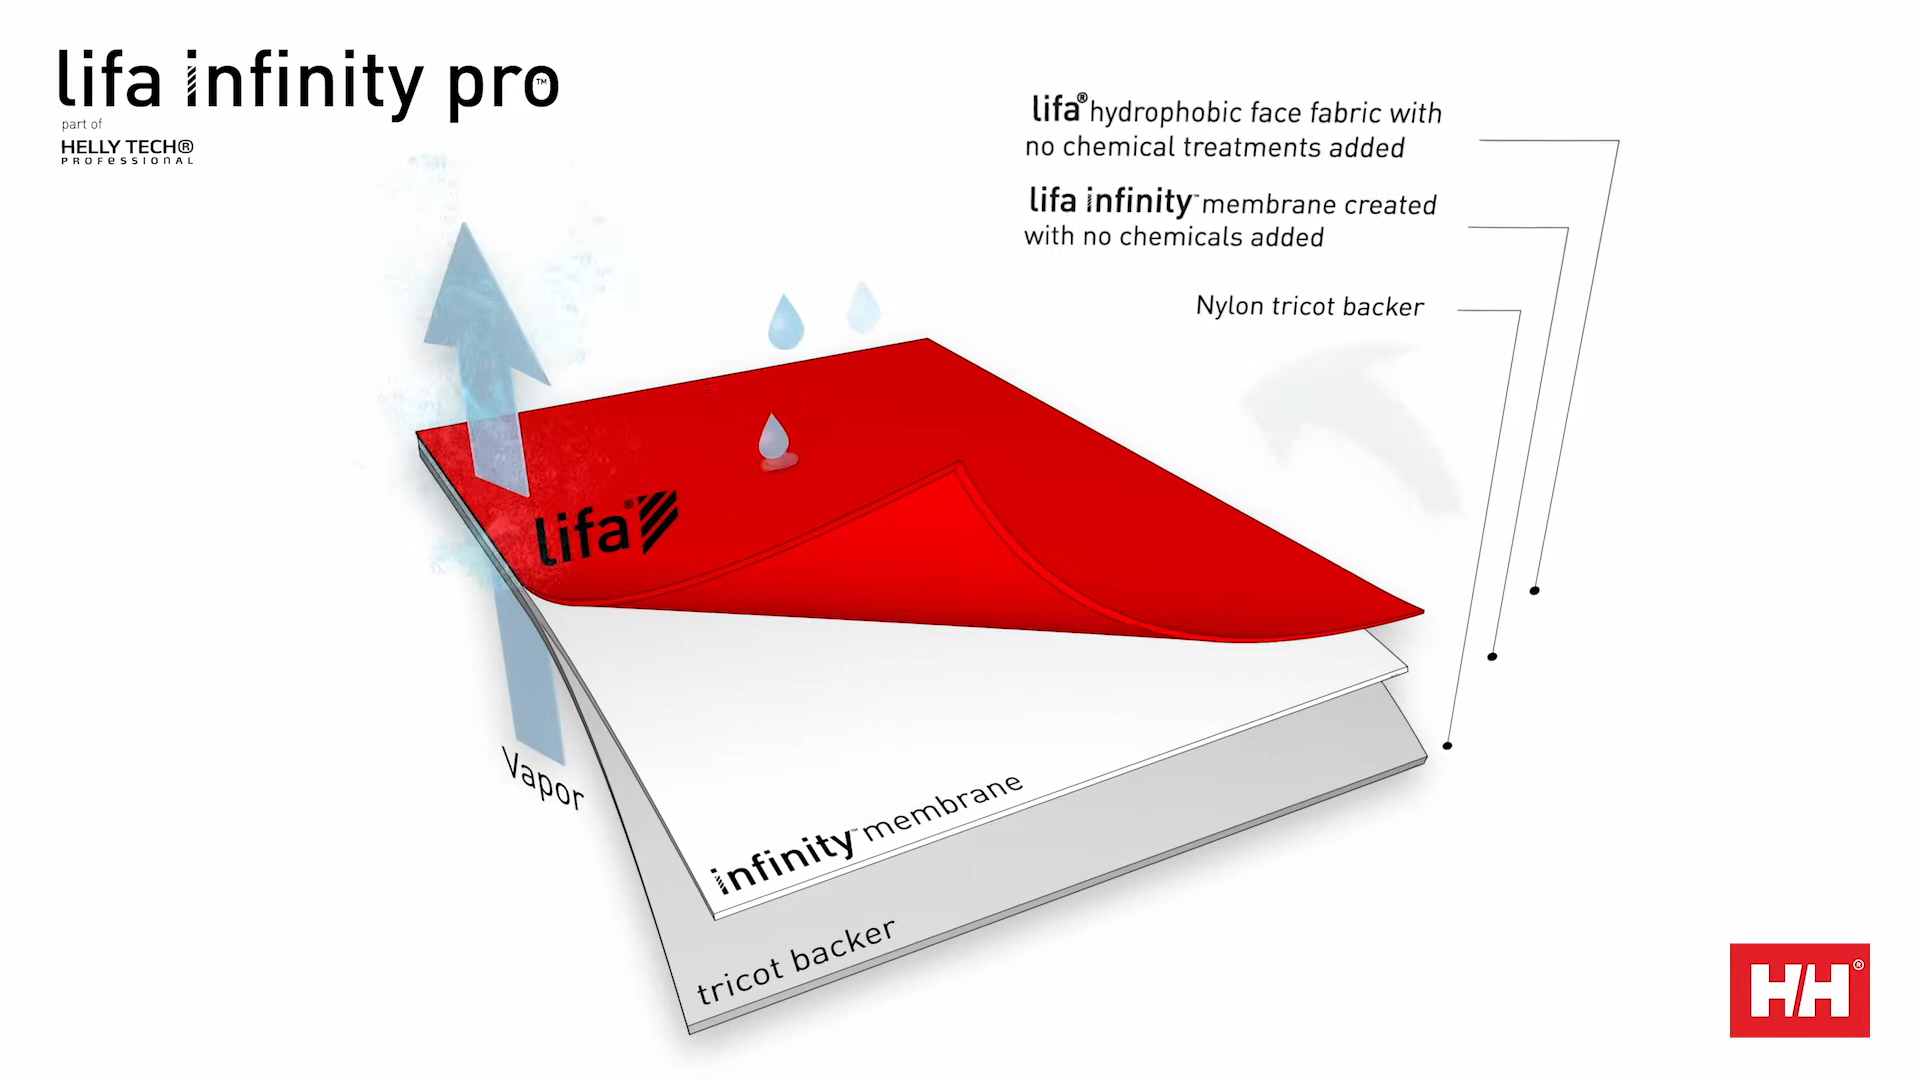 lifa infinity pro™
part of
HELLY TECH®
PROFESSIONAL
lifa® hydrophobic face fabric with
no chemical treatments added
lifa infinity™ membrane created
with no chemicals added
Nylon tricot backer
lifa®
Vapor
infinity™ membrane
tricot backer
HH®